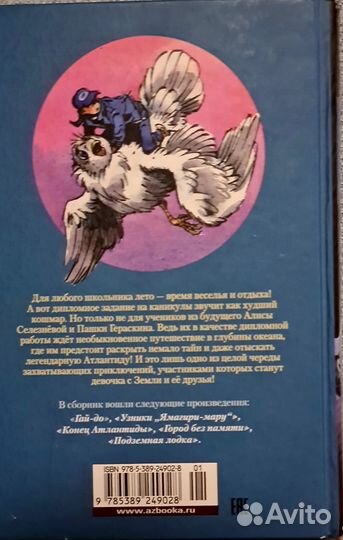 Для любого школьника лето — время веселья и отдыха!
А вот дипломное задание на каникулы звучит как худший
кошмар. Но только не для учеников из будущего Алисы
Селезнёвой и Пашки Гераскина. Ведь их в качестве дипломной
работы ждёт необыкновенное путешествие в глубины океана,
где им предстоит раскрыть немало тайн и даже отыскать
легендарную Атлантиду! И это лишь одно из целой череды
захватывающих приключений, участниками которых станут
девочка с Земли и её друзья!
В сборник вошли следующие произведения:
«Гай-до», «Узники „Ямагири-мару“»,
«Конец Атлантиды», «Город без памяти»,
«Подземная лодка».
ISBN 978-5-389-24902-8
01
9 785389 249028
www.azbooka.ru
EAC
Avito